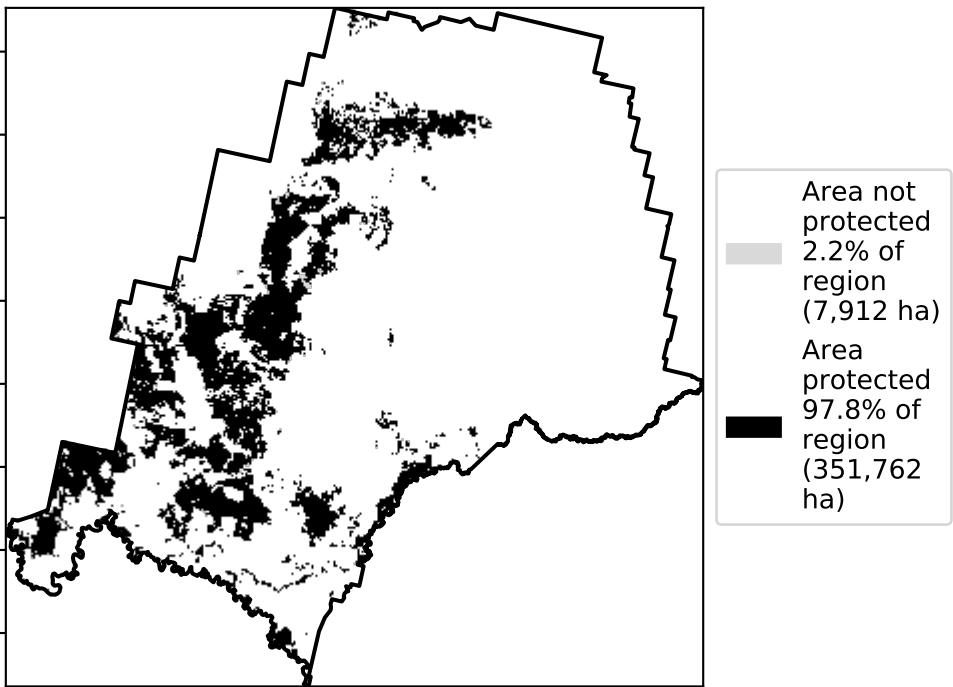 Area not
protected
2.2% of
region
(7,912 ha)
Area
protected
97.8% of
region
(351,762
ha)